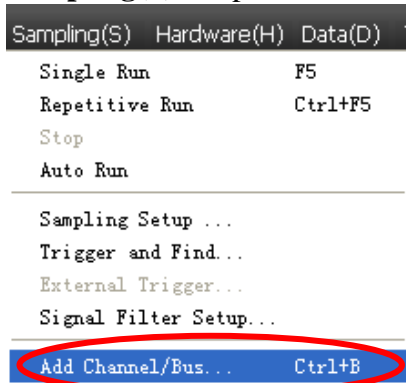 Sampling(S) Hardware(H) Data(D)
Single Run F5
Repetitive Run Ctrl+F5
Stop
Auto Run
Sampling Setup ...
Trigger and Find...
External Trigger...
Signal Filter Setup...
Add Channel/Bus... Ctrl+B